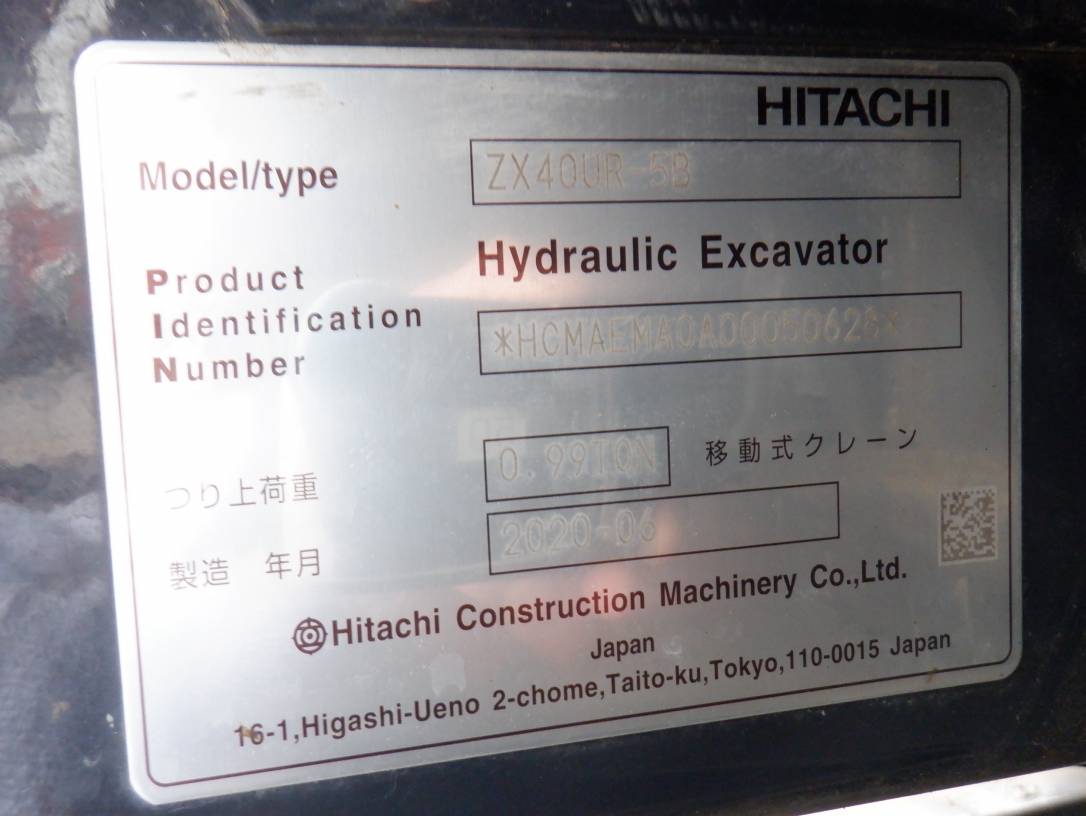 HITACHI
Model/type ZX40UR-5B
Hydraulic Excavator
Product
Identification
Number
*HCMAEMA0A00050628*
つり上荷重 0.99TON 移動式クレーン
製造 年月 2020-06
Hitachi Construction Machinery Co.,Ltd.
Japan
16-1,Higashi-Ueno 2-chome,Taito-ku,Tokyo,110-0015 Japan